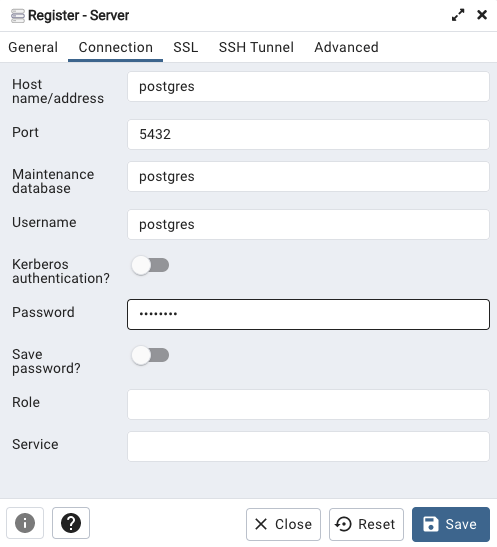 Register - Server
General Connection SSL SSH Tunnel Advanced
Host name/address
postgres
Port
5432
Maintenance database
postgres
Username
postgres
Kerberos authentication?
Password
••••••••
Save password?
Role
Service
Close Reset Save